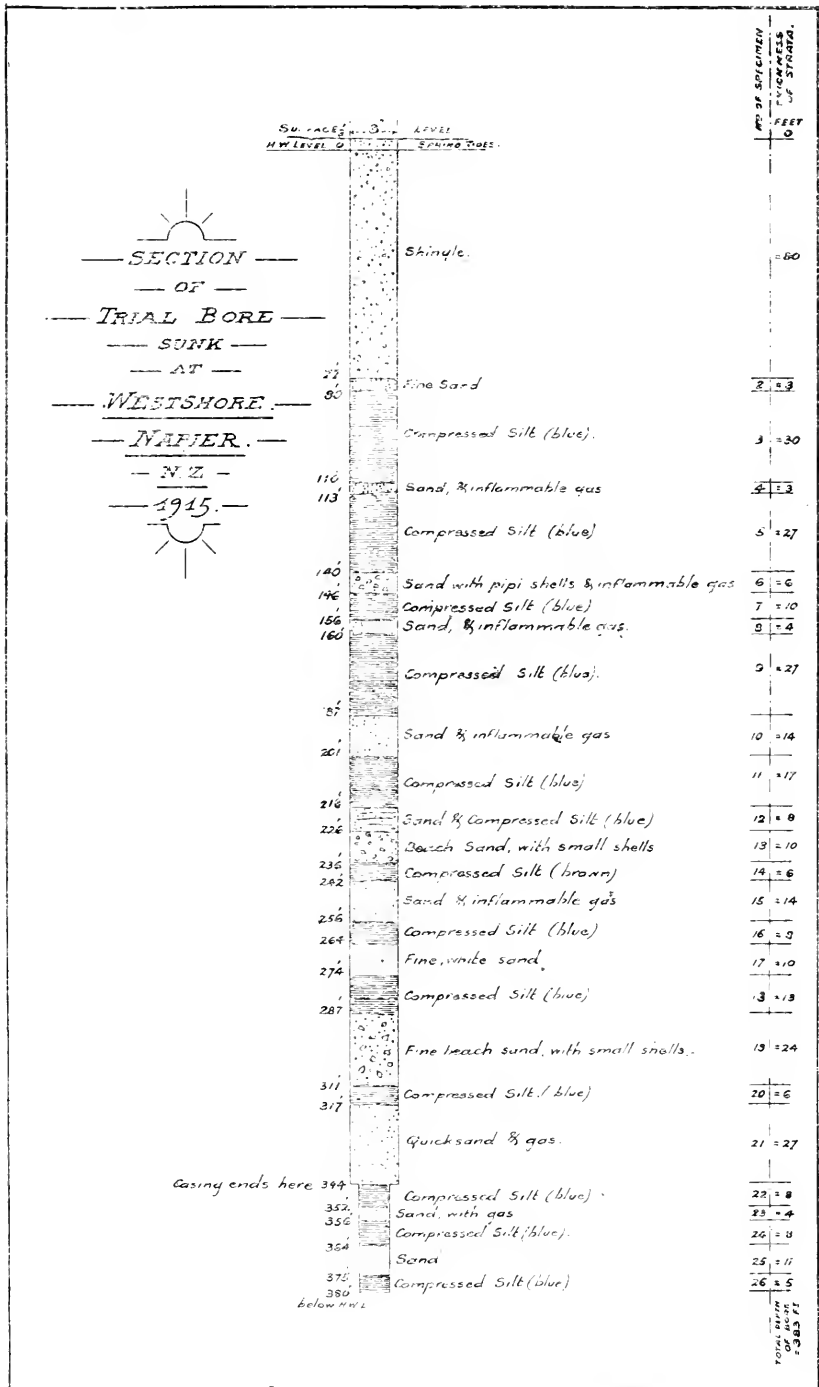 NO OF SPECIMEN
THICKNESS
OF STRATA.
FEET
0
SURFACE 3' LEVEL
H.W LEVEL 0 SPRING TIDES.
SECTION
OF
TRIAL BORE
SUNK
AT
WESTSHORE.
NAPIER.
N.Z
1915.
Shingle. =80
77'
Fine Sand 2 =3
80'
Compressed Silt (blue). 3 =30
110'
Sand, & inflammable gas 4 =3
113'
Compressed Silt (blue) 5 =27
140'
Sand with pipi shells & inflammable gas 6 =6
146'
Compressed Silt (blue) 7 =10
156'
Sand, & inflammable gas. 8 =4
160'
Compressed Silt (blue). 9 =27
187'
Sand & inflammable gas 10 =14
201'
Compressed Silt (blue) 11 =17
218'
Sand & Compressed Silt (blue) 12 =8
226'
Beach Sand, with small shells 13 =10
236'
Compressed Silt (brown) 14 =6
242'
Sand & inflammable gas 15 =14
256'
Compressed Silt (blue) 16 =8
264'
Fine, white sand. 17 =10
274'
Compressed Silt (blue) 18 =13
287'
Fine beach sand, with small shells. 19 =24
311'
Compressed Silt (blue) 20 =6
317'
Quicksand & gas. 21 =27
Casing ends here 344'
Compressed Silt (blue) 22 =8
352'
Sand, with gas 23 =4
356'
Compressed Silt (blue). 24 =8
364'
Sand 25 =11
375'
Compressed Silt (blue) 26 =5
380'
below HWL
TOTAL DEPTH
OF BORE
=383 FT